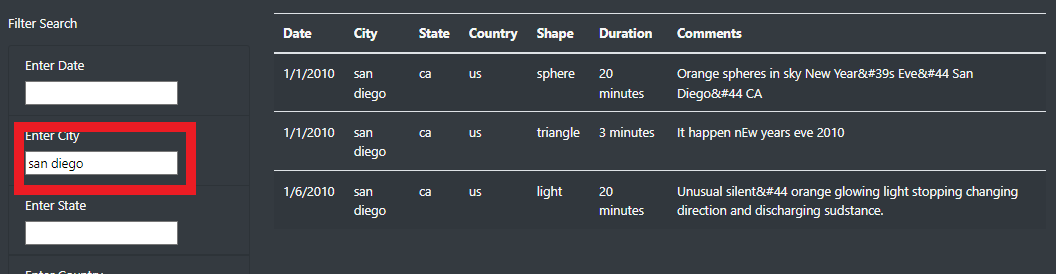 Filter Search
Enter Date
Enter City
san diego
Enter State
Enter Country
Date City State Country Shape Duration Comments
1/1/2010 san ca us sphere 20 Orange spheres in sky New Year&#39s Eve&#44 San
diego minutes Diego&#44 CA
1/1/2010 san ca us triangle 3 minutes It happen nEw years eve 2010
diego
1/6/2010 san ca us light 20 Unusual silent&#44 orange glowing light stopping changing
diego minutes direction and discharging sudstance.